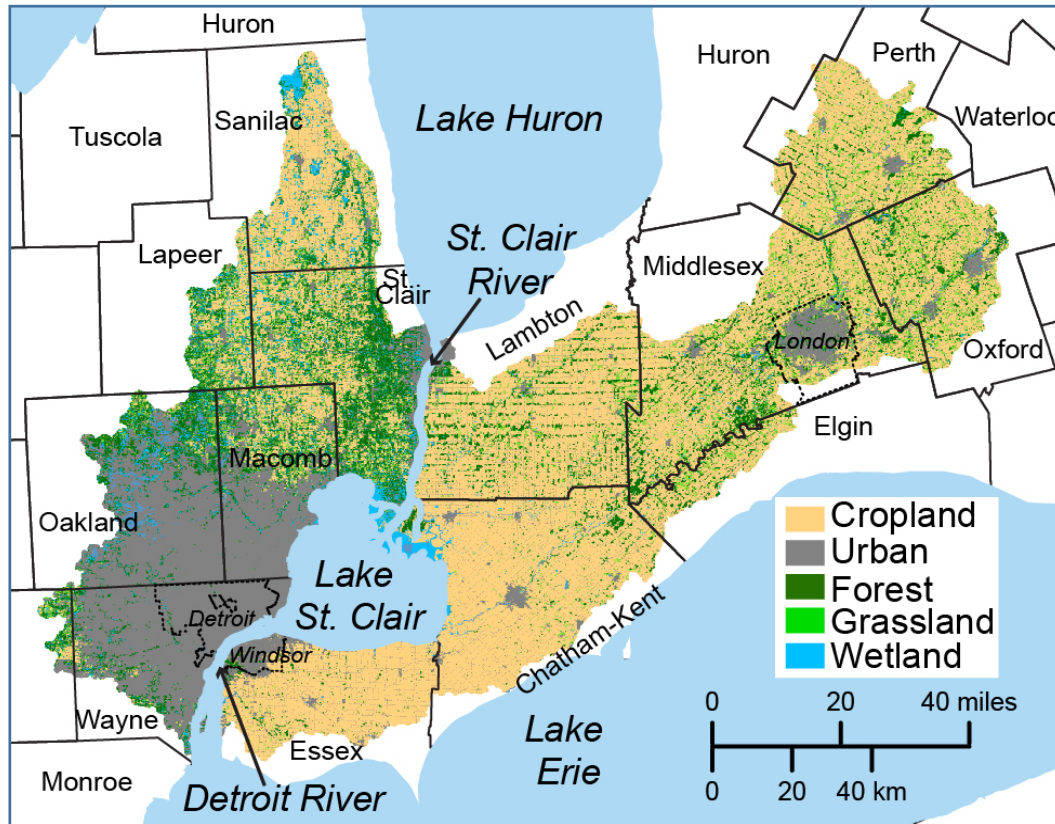 Huron
Huron
Perth
Tuscola
Sanilac
Lake Huron
Waterloo
St. Clair
River
Lapeer
St.
Clair
Middlesex
Lambton
London
Oxford
Elgin
Macomb
Oakland
Lake
St. Clair
Cropland
Urban
Forest
Grassland
Wetland
Detroit
Windsor
Chatham-Kent
Wayne
Essex
Lake
Erie
Monroe
Detroit River
0 20 40 miles
0 20 40 km